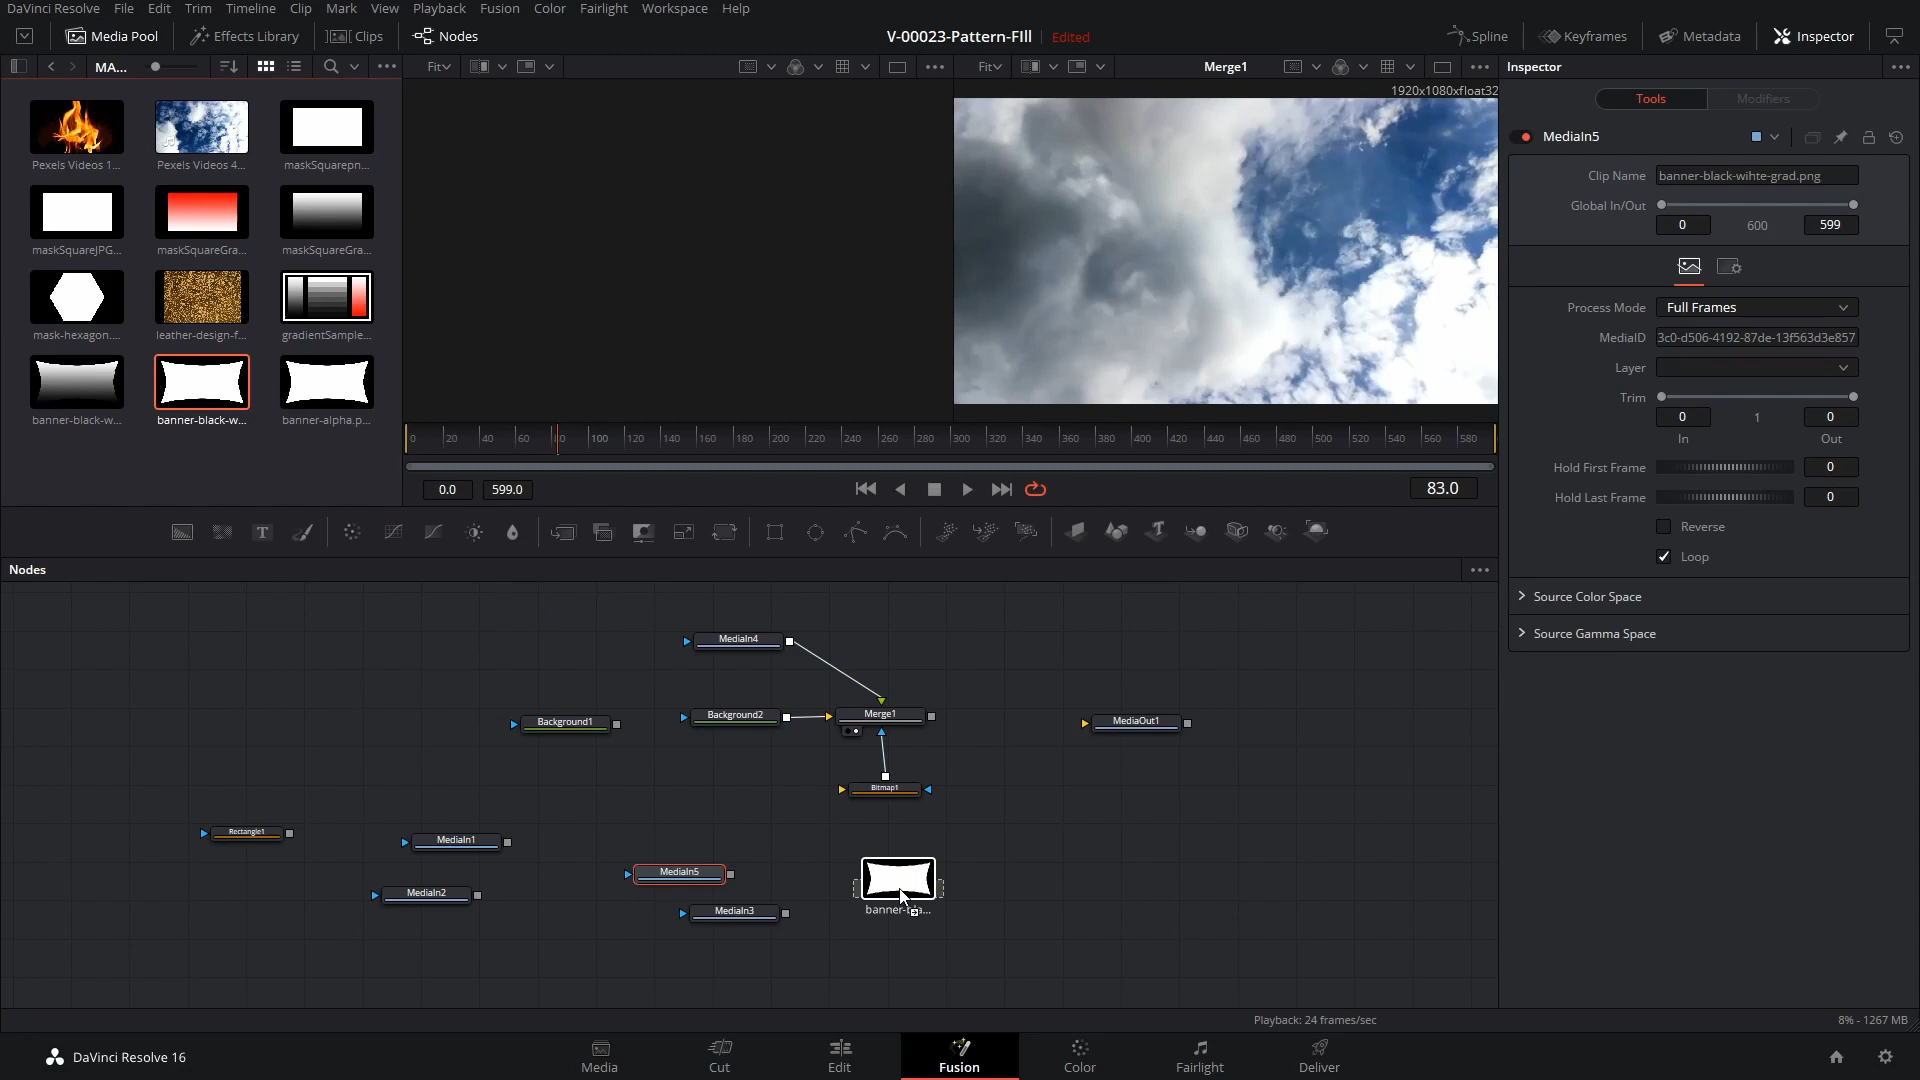 DaVinci Resolve File Edit Trim Timeline Clip Mark View Playback Fusion Color Fairlight Workspace Help
Media Pool Effects Library Clips Nodes V-00023-Pattern-FIll Edited Spline Keyframes Metadata Inspector
MA... Fit Fit Merge1 Inspector
1920x1080xfloat32
Tools Modifiers
MediaIn5
Pexels Videos 1... Pexels Videos 4... maskSquarepn...
Clip Name banner-black-wihte-grad.png
Global In/Out
0 600 599
maskSquareJPG... maskSquareGra... maskSquareGra...
Process Mode Full Frames
mask-hexagon.... leather-design-f... gradientSample...
MediaID 3c0-d506-4192-87de-13f563d3e857
Layer
Trim
0 1 0
In Out
banner-black-w... banner-black-w... banner-alpha.p...
0 20 40 60 80 100 120 140 160 180 200 220 240 260 280 300 320 340 360 380 400 420 440 460 480 500 520 540 560 580
Hold First Frame 0
0.0 599.0 83.0
Hold Last Frame 0
Reverse
Loop
Nodes
Source Color Space
Source Gamma Space
MediaIn4
Background1 Background2 Merge1 MediaOut1
Bitmap1
Rectangle1 MediaIn1
MediaIn5
MediaIn2
MediaIn3 banner-bla...
Playback: 24 frames/sec 8% - 1267 MB
DaVinci Resolve 16 Media Cut Edit Fusion Color Fairlight Deliver